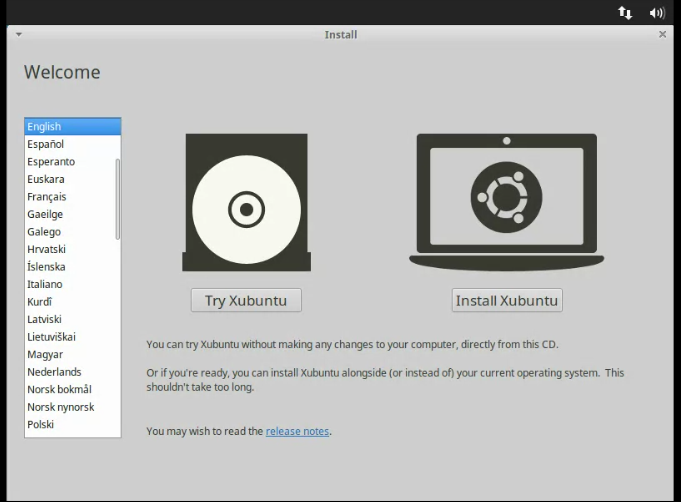 Install
Welcome
English
Español
Esperanto
Euskara
Français
Gaeilge
Galego
Hrvatski
Íslenska
Italiano
Kurdî
Latviski
Lietuviškai
Magyar
Nederlands
Norsk bokmål
Norsk nynorsk
Polski
Try Xubuntu
Install Xubuntu
You can try Xubuntu without making any changes to your computer, directly from this CD.
Or if you're ready, you can install Xubuntu alongside (or instead of) your current operating system. This
shouldn't take too long.
You may wish to read the release notes.